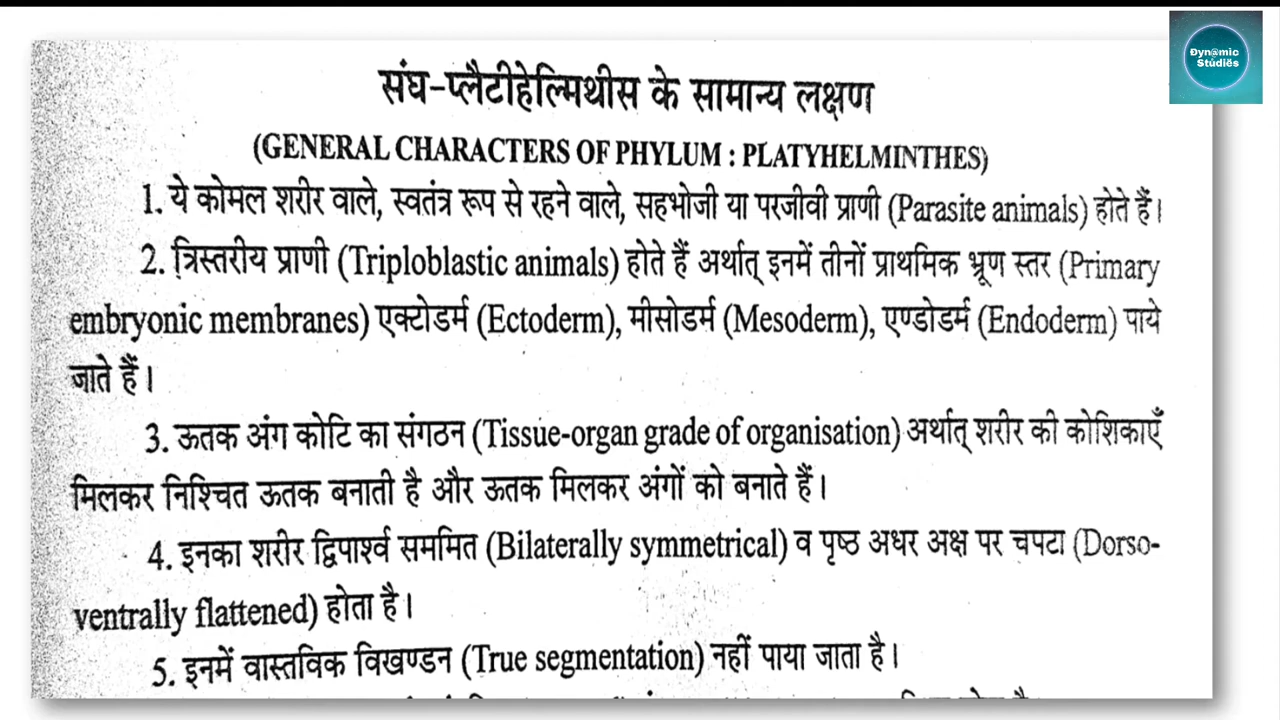 Đyn@mic
Stúdiës
संघ-प्लैटीहेल्मिथीस के सामान्य लक्षण
(GENERAL CHARACTERS OF PHYLUM : PLATYHELMINTHES)
1. ये कोमल शरीर वाले, स्वतंत्र रूप से रहने वाले, सहभोजी या परजीवी प्राणी (Parasite animals) होते हैं।
2. त्रिस्तरीय प्राणी (Triploblastic animals) होते हैं अर्थात् इनमें तीनों प्राथमिक भ्रूण स्तर (Primary
embryonic membranes) एक्टोडर्म (Ectoderm), मीसोडर्म (Mesoderm), एण्डोडर्म (Endoderm) पाये
जाते हैं।
3. ऊतक अंग कोटि का संगठन (Tissue-organ grade of organisation) अर्थात् शरीर की कोशिकाएँ
मिलकर निश्चित ऊतक बनाती है और ऊतक मिलकर अंगों को बनाते हैं।
4. इनका शरीर द्विपार्श्व सममित (Bilaterally symmetrical) व पृष्ठ अधर अक्ष पर चपटा (Dorso-
ventrally flattened) होता है।
5. इनमें वास्तविक विखण्डन (True segmentation) नहीं पाया जाता है।